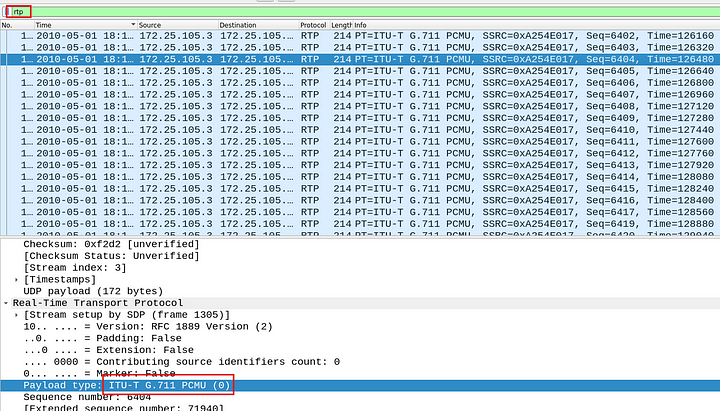 rtp
No. Time Source Destination Protocol Length Info
1… 2010-05-01 18:1… 172.25.105.3 172.25.105.… RTP 214 PT=ITU-T G.711 PCMU, SSRC=0xA254E017, Seq=6402, Time=126160
1… 2010-05-01 18:1… 172.25.105.3 172.25.105.… RTP 214 PT=ITU-T G.711 PCMU, SSRC=0xA254E017, Seq=6403, Time=126320
1… 2010-05-01 18:1… 172.25.105.3 172.25.105.… RTP 214 PT=ITU-T G.711 PCMU, SSRC=0xA254E017, Seq=6404, Time=126480
1… 2010-05-01 18:1… 172.25.105.3 172.25.105.… RTP 214 PT=ITU-T G.711 PCMU, SSRC=0xA254E017, Seq=6405, Time=126640
1… 2010-05-01 18:1… 172.25.105.3 172.25.105.… RTP 214 PT=ITU-T G.711 PCMU, SSRC=0xA254E017, Seq=6406, Time=126800
1… 2010-05-01 18:1… 172.25.105.3 172.25.105.… RTP 214 PT=ITU-T G.711 PCMU, SSRC=0xA254E017, Seq=6407, Time=126960
1… 2010-05-01 18:1… 172.25.105.3 172.25.105.… RTP 214 PT=ITU-T G.711 PCMU, SSRC=0xA254E017, Seq=6408, Time=127120
1… 2010-05-01 18:1… 172.25.105.3 172.25.105.… RTP 214 PT=ITU-T G.711 PCMU, SSRC=0xA254E017, Seq=6409, Time=127280
1… 2010-05-01 18:1… 172.25.105.3 172.25.105.… RTP 214 PT=ITU-T G.711 PCMU, SSRC=0xA254E017, Seq=6410, Time=127440
1… 2010-05-01 18:1… 172.25.105.3 172.25.105.… RTP 214 PT=ITU-T G.711 PCMU, SSRC=0xA254E017, Seq=6411, Time=127600
1… 2010-05-01 18:1… 172.25.105.3 172.25.105.… RTP 214 PT=ITU-T G.711 PCMU, SSRC=0xA254E017, Seq=6412, Time=127760
1… 2010-05-01 18:1… 172.25.105.3 172.25.105.… RTP 214 PT=ITU-T G.711 PCMU, SSRC=0xA254E017, Seq=6413, Time=127920
1… 2010-05-01 18:1… 172.25.105.3 172.25.105.… RTP 214 PT=ITU-T G.711 PCMU, SSRC=0xA254E017, Seq=6414, Time=128080
1… 2010-05-01 18:1… 172.25.105.3 172.25.105.… RTP 214 PT=ITU-T G.711 PCMU, SSRC=0xA254E017, Seq=6415, Time=128240
1… 2010-05-01 18:1… 172.25.105.3 172.25.105.… RTP 214 PT=ITU-T G.711 PCMU, SSRC=0xA254E017, Seq=6416, Time=128400
1… 2010-05-01 18:1… 172.25.105.3 172.25.105.… RTP 214 PT=ITU-T G.711 PCMU, SSRC=0xA254E017, Seq=6417, Time=128560
1… 2010-05-01 18:1… 172.25.105.3 172.25.105.… RTP 214 PT=ITU-T G.711 PCMU, SSRC=0xA254E017, Seq=6419, Time=128880
Checksum: 0xf2d2 [unverified]
[Checksum Status: Unverified]
[Stream index: 3]
[Timestamps]
UDP payload (172 bytes)
Real-Time Transport Protocol
[Stream setup by SDP (frame 1305)]
10.. .... = Version: RFC 1889 Version (2)
..0. .... = Padding: False
...0 .... = Extension: False
.... 0000 = Contributing source identifiers count: 0
0... .... = Marker: False
Payload type: ITU-T G.711 PCMU (0)
Sequence number: 6404
[Extended sequence number: 71940]